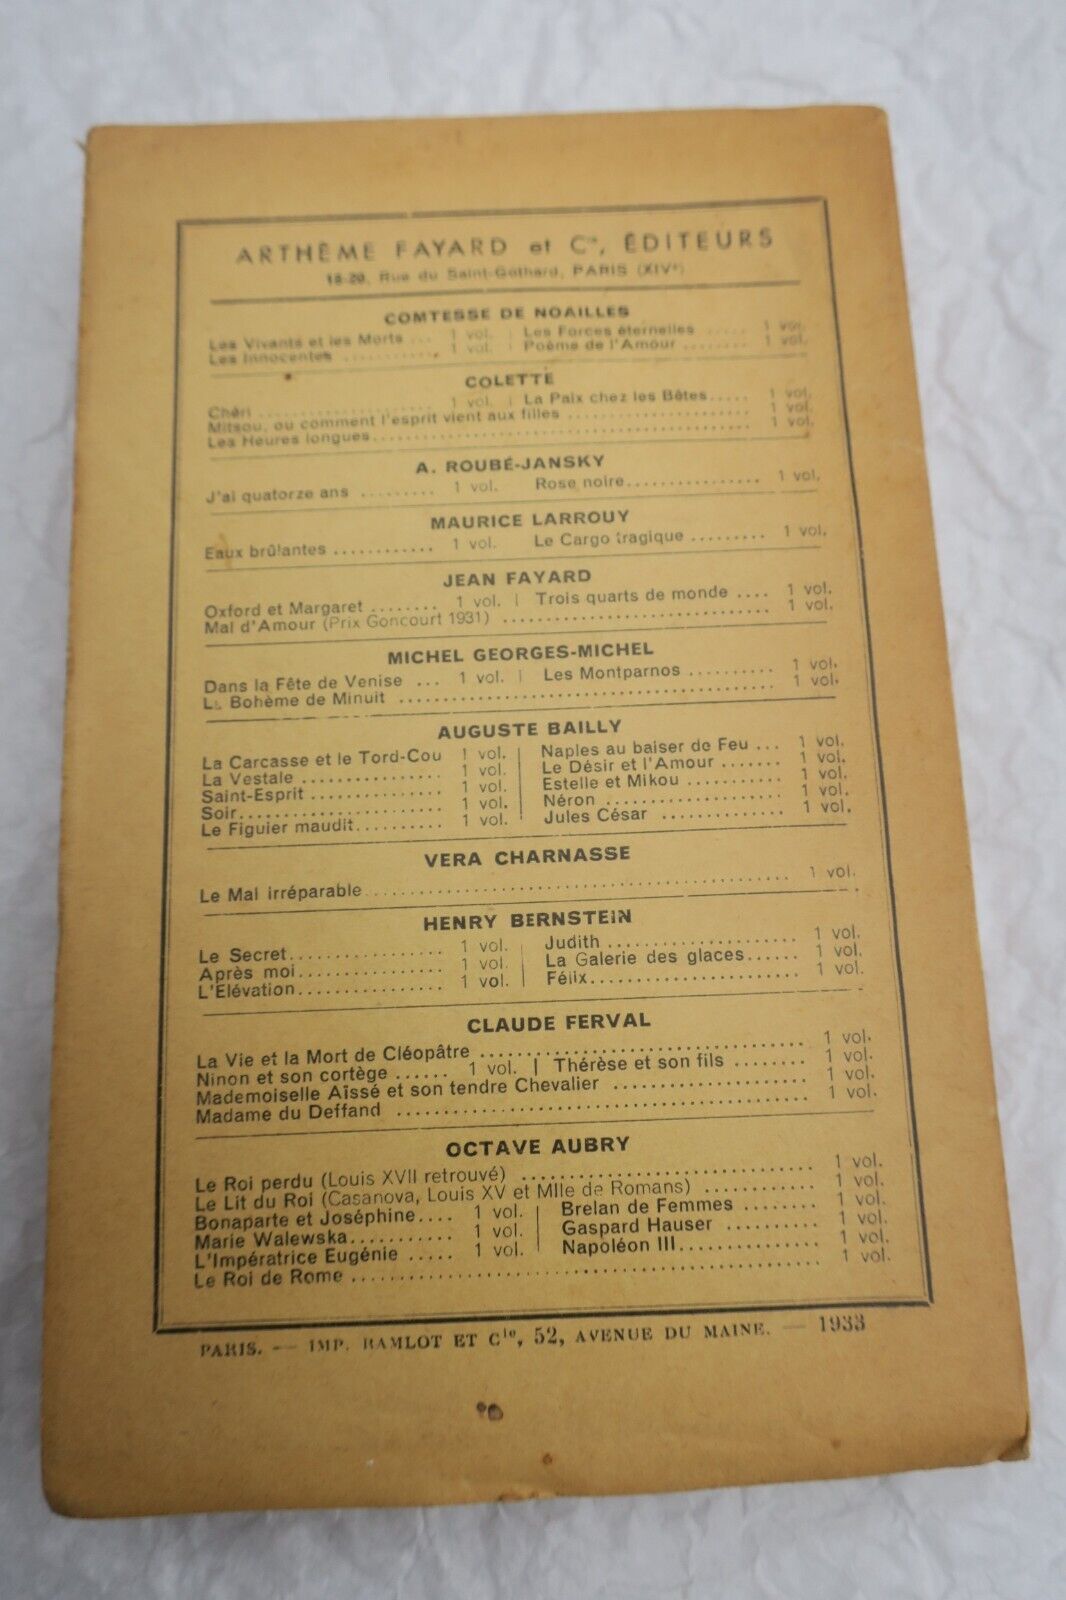 ARTHÈME FAYARD et Cie, ÉDITEURS
18-20, Rue du Saint-Gothard, PARIS (XIVe)
COMTESSE DE NOAILLES
Les Vivants et les Morts ... 1 vol. | Les Forces éternelles ..... 1 vol.
Les Innocentes ........... 1 vol. | Poème de l'Amour ........ 1 vol.
COLETTE
Chéri .................... 1 vol. | La Paix chez les Bêtes..... 1 vol.
Mitsou, ou comment l'esprit vient aux filles .................. 1 vol.
Les Heures longues.......................................... 1 vol.
A. ROUBÉ-JANSKY
J'ai quatorze ans ......... 1 vol. Rose noire................ 1 vol.
MAURICE LARROUY
Eaux brûlantes ............ 1 vol. Le Cargo tragique ......... 1 vol.
JEAN FAYARD
Oxford et Margaret ........ 1 vol. | Trois quarts de monde .... 1 vol.
Mal d'Amour (Prix Goncourt 1931) ............................ 1 vol.
MICHEL GEORGES-MICHEL
Dans la Fête de Venise ... 1 vol. | Les Montparnos .......... 1 vol.
La Bohème de Minuit ........................................ 1 vol.
AUGUSTE BAILLY
La Carcasse et le Tord-Cou 1 vol. | Naples au baiser de Feu ... 1 vol.
La Vestale ................ 1 vol. | Le Désir et l'Amour ....... 1 vol.
Saint-Esprit ............... 1 vol. | Estelle et Mikou ........... 1 vol.
Soir....................... 1 vol. | Néron .................... 1 vol.
Le Figuier maudit.......... 1 vol. | Jules César .............. 1 vol.
VERA CHARNASSE
Le Mal irréparable.......................................... 1 vol.
HENRY BERNSTEIN
Le Secret.................. 1 vol. | Judith .................... 1 vol.
Après moi................. 1 vol. | La Galerie des glaces...... 1 vol.
L'Elévation................ 1 vol. | Félix...................... 1 vol.
CLAUDE FERVAL
La Vie et la Mort de Cléopâtre .............................. 1 vol.
Ninon et son cortège ...... 1 vol. | Thérèse et son fils ........ 1 vol.
Mademoiselle Aïssé et son tendre Chevalier .................... 1 vol.
Madame du Deffand .......................................... 1 vol.
OCTAVE AUBRY
Le Roi perdu (Louis XVII retrouvé) ............................ 1 vol.
Le Lit du Roi (Casanova, Louis XV et Mlle de Romans) ............ 1 vol.
Bonaparte et Joséphine.... 1 vol. | Brelan de Femmes ........ 1 vol.
Marie Walewska........... 1 vol. | Gaspard Hauser .......... 1 vol.
L'Impératrice Eugénie ..... 1 vol. | Napoléon III............... 1 vol.
Le Roi de Rome ............................................ 1 vol.
PARIS. — IMP. RAMLOT ET Cie, 52, AVENUE DU MAINE. — 1933